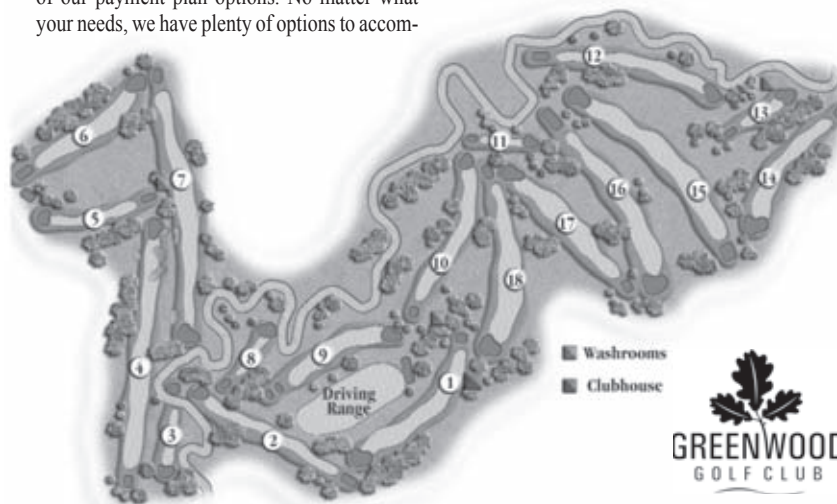 of our payment plan options. No matter what
your needs, we have plenty of options to accom-
12
13
6
11
7
14
16
15
5
17
10
18
9
8
4
1
Driving
Range
3
2
Washrooms
Clubhouse
GREENWOOD
GOLF CLUB